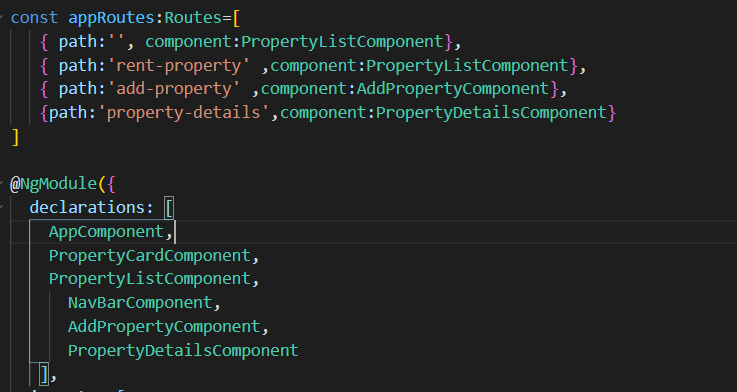 const appRoutes:Routes=[
{ path:'', component:PropertyListComponent},
{ path:'rent-property' ,component:PropertyListComponent},
{ path:'add-property' ,component:AddPropertyComponent},
{path:'property-details',component:PropertyDetailsComponent}
]
@NgModule({
declarations: [
AppComponent,
PropertyCardComponent,
PropertyListComponent,
NavBarComponent,
AddPropertyComponent,
PropertyDetailsComponent
],